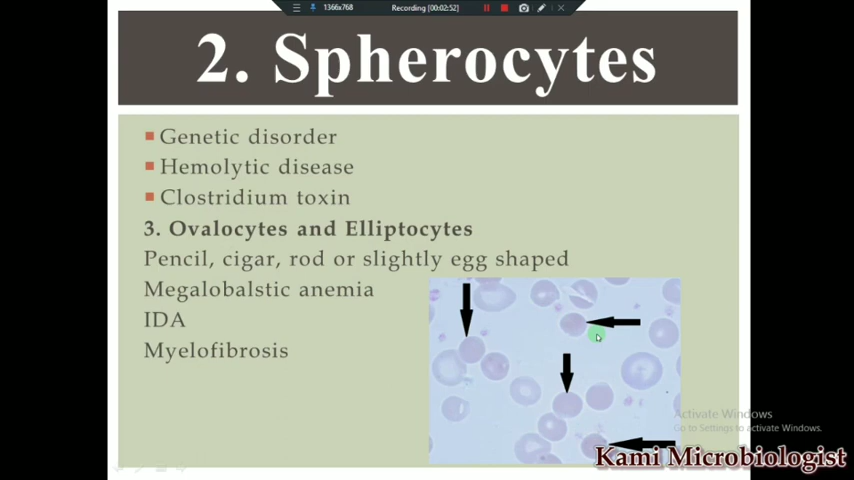 1366x768
Recording [00:02:52]
2. Spherocytes
Genetic disorder
Hemolytic disease
Clostridium toxin
3. Ovalocytes and Elliptocytes
Pencil, cigar, rod or slightly egg shaped
Megalobalstic anemia
IDA
Myelofibrosis
Activate Windows
Go to Settings to activate Windows.
Kami Microbiologist